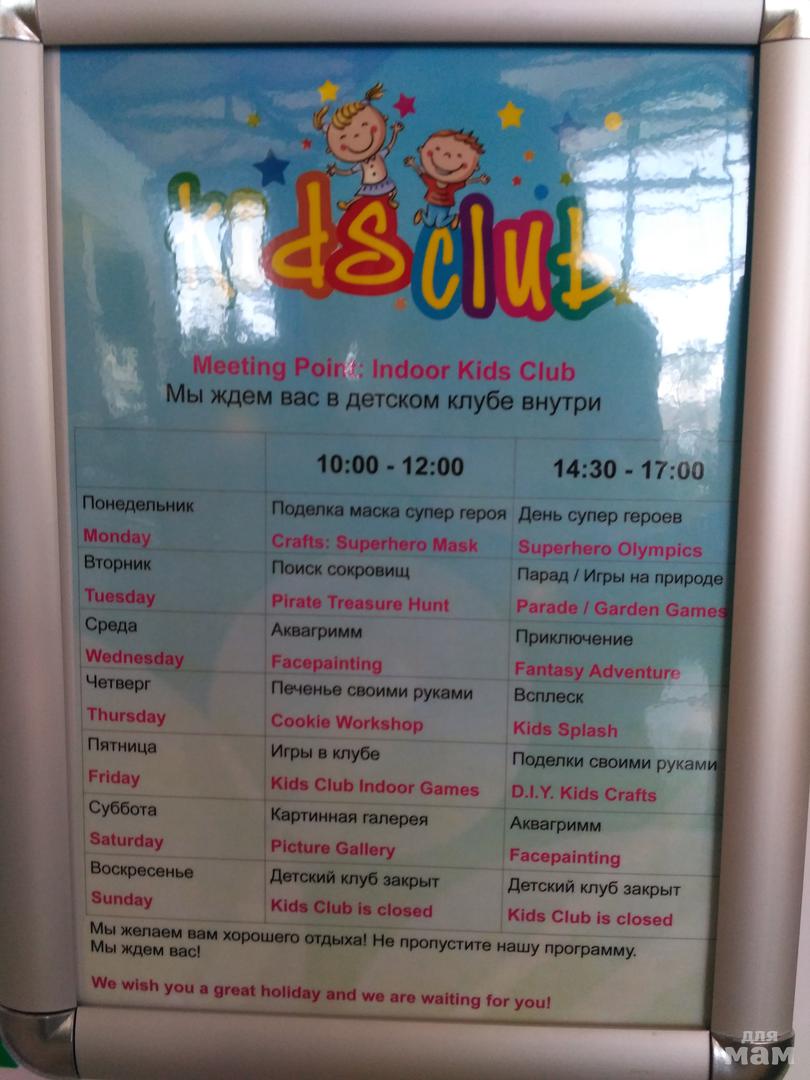 kids club
Meeting Point: Indoor Kids Club
Мы ждем вас в детском клубе внутри
10:00 - 12:00 14:30 - 17:00
Понедельник Поделка маска супер героя День супер героев
Monday Crafts: Superhero Mask Superhero Olympics
Вторник Поиск сокровищ Парад / Игры на природе
Tuesday Pirate Treasure Hunt Parade / Garden Games
Среда Аквагримм Приключение
Wednesday Facepainting Fantasy Adventure
Четверг Печенье своими руками Всплеск
Thursday Cookie Workshop Kids Splash
Пятница Игры в клубе Поделки своими руками
Friday Kids Club Indoor Games D.I.Y. Kids Crafts
Суббота Картинная галерея Аквагримм
Saturday Picture Gallery Facepainting
Воскресенье Детский клуб закрыт Детский клуб закрыт
Sunday Kids Club is closed Kids Club is closed
Мы желаем вам хорошего отдыха! Не пропустите нашу программу.
Мы ждем вас!
We wish you a great holiday and we are waiting for you!
для
мам